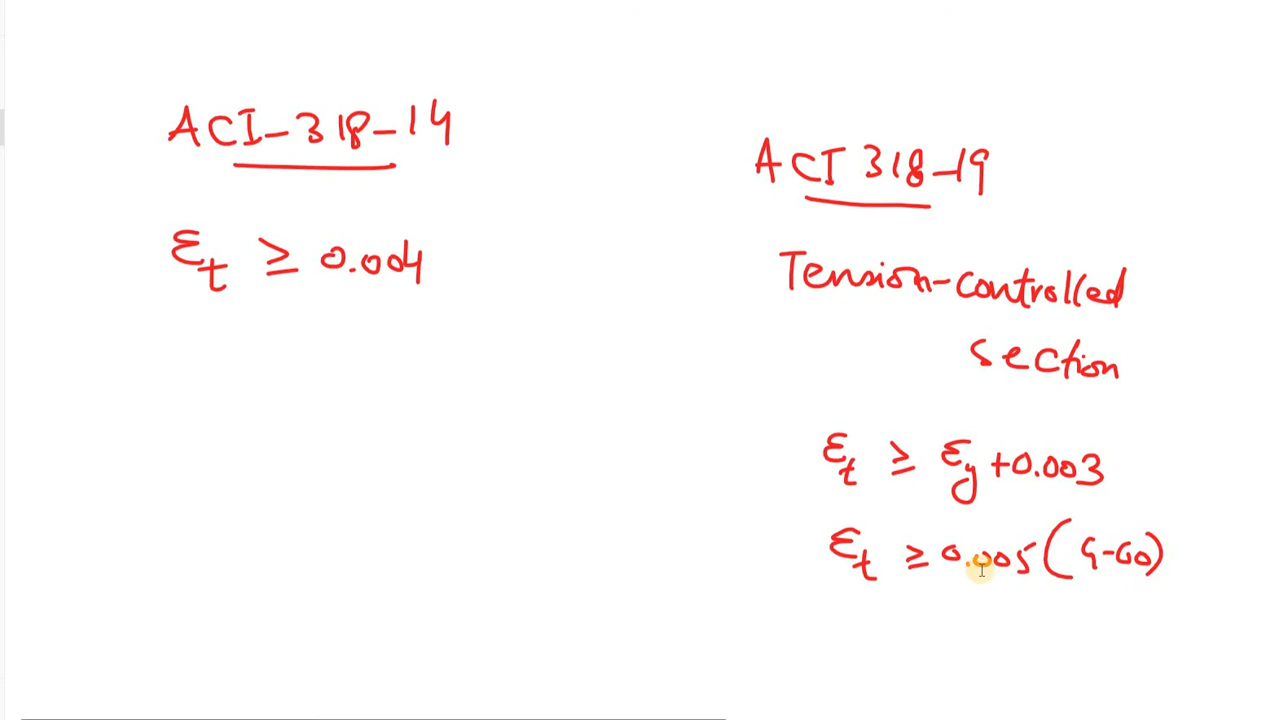 ACI-318-14
εt ≥ 0.004
ACI 318-19
Tension-controlled
section
εt ≥ εy +0.003
εt ≥ 0.005 (G-60)